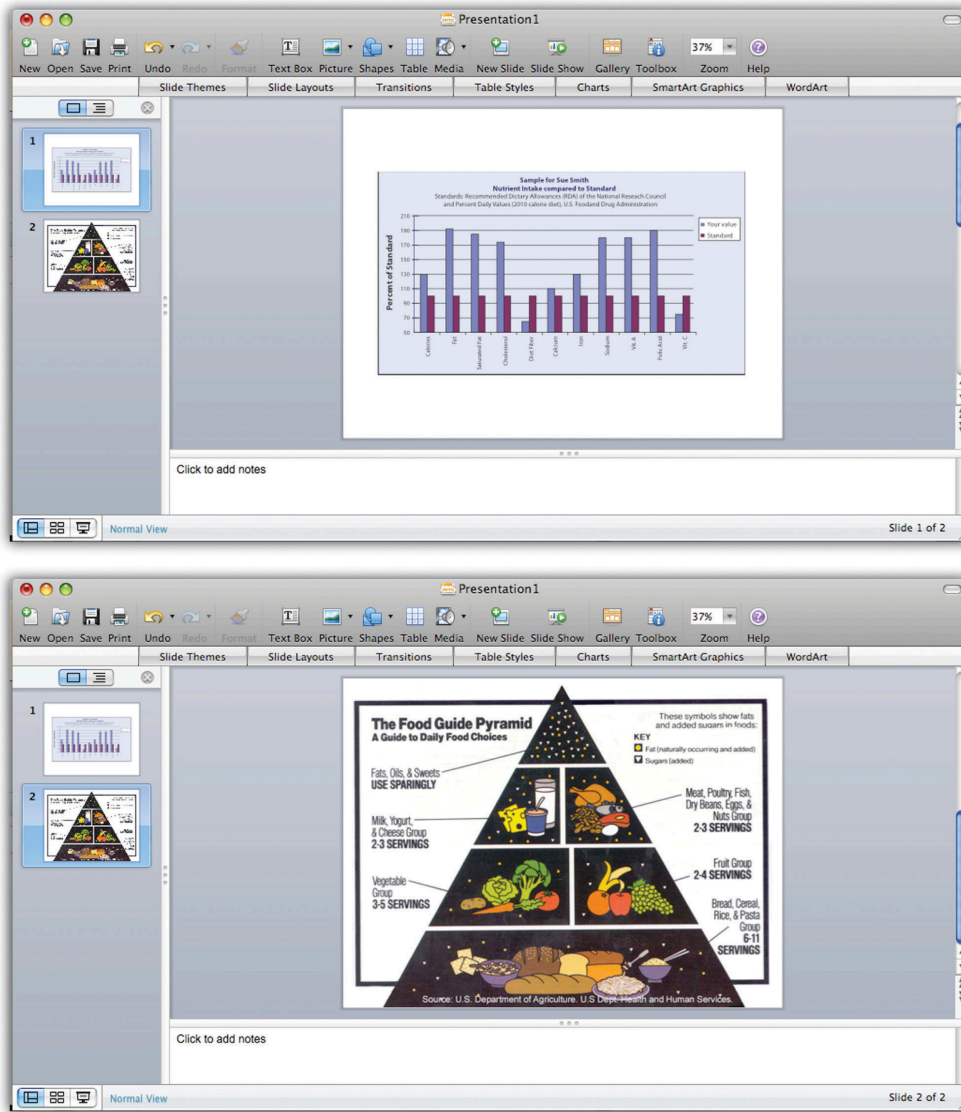 Presentation1
New Open Save Print Undo Redo Format Text Box Picture Shapes Table Media New Slide Slide Show Gallery Toolbox Zoom Help
37%
Slide Themes Slide Layouts Transitions Table Styles Charts SmartArt Graphics WordArt
1
2
Sample for Sue Smith
Nutrient Intake compared to Standard
Standards: Recommended Dictary Allowances (RDA) of the National Reseach Council
and Percent Daily Values (2010 calorie diet), U.S. Foodand Drug Administration
Percent of Standard
210
190
170
150
130
110
90
70
50
Your value
Standard
Calories
Fat
Saturated Fat
Cholesterol
Diet Fiber
Calcium
Iron
Sodium
Vit. A
Folic Acid
Vit. C
Click to add notes
Normal View
Slide 1 of 2
Presentation1
New Open Save Print Undo Redo Format Text Box Picture Shapes Table Media New Slide Slide Show Gallery Toolbox Zoom Help
37%
Slide Themes Slide Layouts Transitions Table Styles Charts SmartArt Graphics WordArt
1
2
The Food Guide Pyramid
A Guide to Daily Food Choices
These symbols show fats
and added sugars in foods:
KEY
Fat (naturally occurring and added)
Sugars (added)
Fats, Oils, & Sweets
USE SPARINGLY
Milk, Yogurt,
& Cheese Group
2-3 SERVINGS
Meat, Poultry, Fish,
Dry Beans, Eggs, &
Nuts Group
2-3 SERVINGS
Vegetable
Group
3-5 SERVINGS
Fruit Group
2-4 SERVINGS
Bread, Cereal,
Rice, & Pasta
Group
6-11
SERVINGS
Source: U.S. Department of Agriculture. U.S Dept. Health and Human Services.
Click to add notes
Normal View
Slide 2 of 2